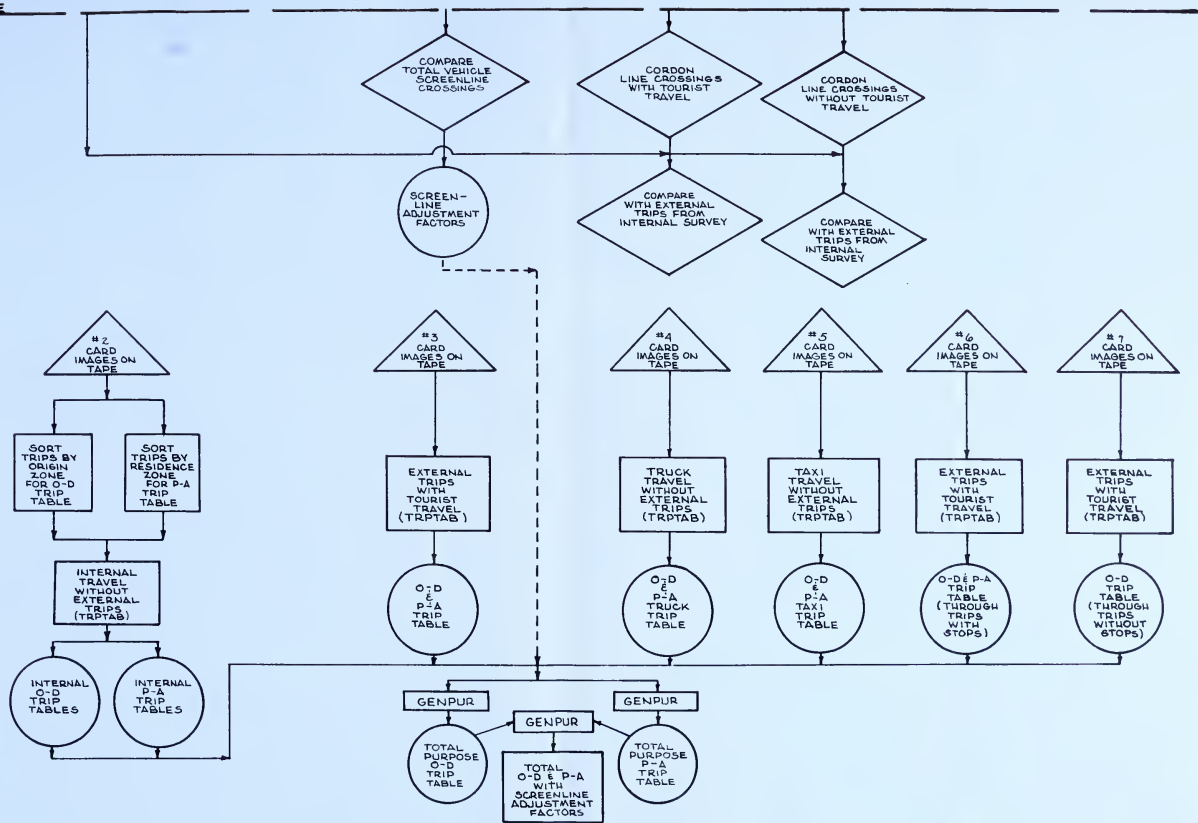 E
COMPARE
TOTAL VEHICLE
SCREENLINE
CROSSINGS
CORDON
LINE CROSSINGS
WITH TOURIST
TRAVEL
CORDON
LINE CROSSINGS
WITHOUT TOURIST
TRAVEL
SCREEN-
LINE
ADJUSTMENT
FACTORS
COMPARE
WITH EXTERNAL
TRIPS FROM
INTERNAL SURVEY
COMPARE
WITH EXTERNAL
TRIPS FROM
INTERNAL
SURVEY
#2
CARD
IMAGES ON
TAPE
#3
CARD
IMAGES ON
TAPE
#4
CARD
IMAGES ON
TAPE
#5
CARD
IMAGES ON
TAPE
#6
CARD
IMAGES ON
TAPE
#7
CARD
IMAGES ON
TAPE
SORT
TRIPS BY
ORIGIN
ZONE
FOR O-D
TRIP
TABLE
SORT
TRIPS BY
RESIDENCE
ZONE
FOR P-A
TRIP
TABLE
EXTERNAL
TRIPS
WITH
TOURIST
TRAVEL
(TRPTAB)
TRUCK
TRAVEL
WITHOUT
EXTERNAL
TRIPS
(TRPTAB)
TAXI
TRAVEL
WITHOUT
EXTERNAL
TRIPS
(TRPTAB)
EXTERNAL
TRIPS
WITH
TOURIST
TRAVEL
(TRPTAB)
EXTERNAL
TRIPS
WITH
TOURIST
TRAVEL
(TRPTAB)
INTERNAL
TRAVEL
WITHOUT
EXTERNAL
TRIPS
(TRPTAB)
O-D
&
P-A
TRIP
TABLE
O-D
&
P-A
TRUCK
TRIP
TABLE
O-D
&
P-A
TAXI
TRIP
TABLE
O-D & P-A
TRIP
TABLE
(THROUGH
TRIPS
WITH
STOPS)
O-D
TRIP
TABLE
(THROUGH
TRIPS
WITHOUT
STOPS)
INTERNAL
O-D
TRIP
TABLES
INTERNAL
P-A
TRIP
TABLES
GENPUR
GENPUR
GENPUR
TOTAL
PURPOSE
O-D
TRIP
TABLE
TOTAL
O-D & P-A
WITH
SCREENLINE
ADJUSTMENT
FACTORS
TOTAL
PURPOSE
P-A
TRIP
TABLE